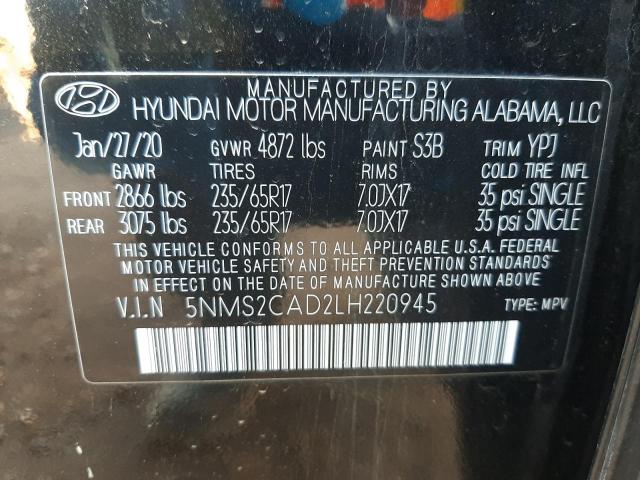 MANUFACTURED BY
HYUNDAI MOTOR MANUFACTURING ALABAMA, LLC
Jan/27/20 GVWR 4872 lbs PAINT S3B TRIM YPJ
GAWR TIRES RIMS COLD TIRE INFL
FRONT 2866 lbs 235/65R17 7.0JX17 35 psi SINGLE
REAR 3075 lbs 235/65R17 7.0JX17 35 psi SINGLE
THIS VEHICLE CONFORMS TO ALL APPLICABLE U.S.A. FEDERAL
MOTOR VEHICLE SAFETY AND THEFT PREVENTION STANDARDS
IN EFFECT ON THE DATE OF MANUFACTURE SHOWN ABOVE.
V.I.N 5NMS2CAD2LH220945 TYPE: MPV